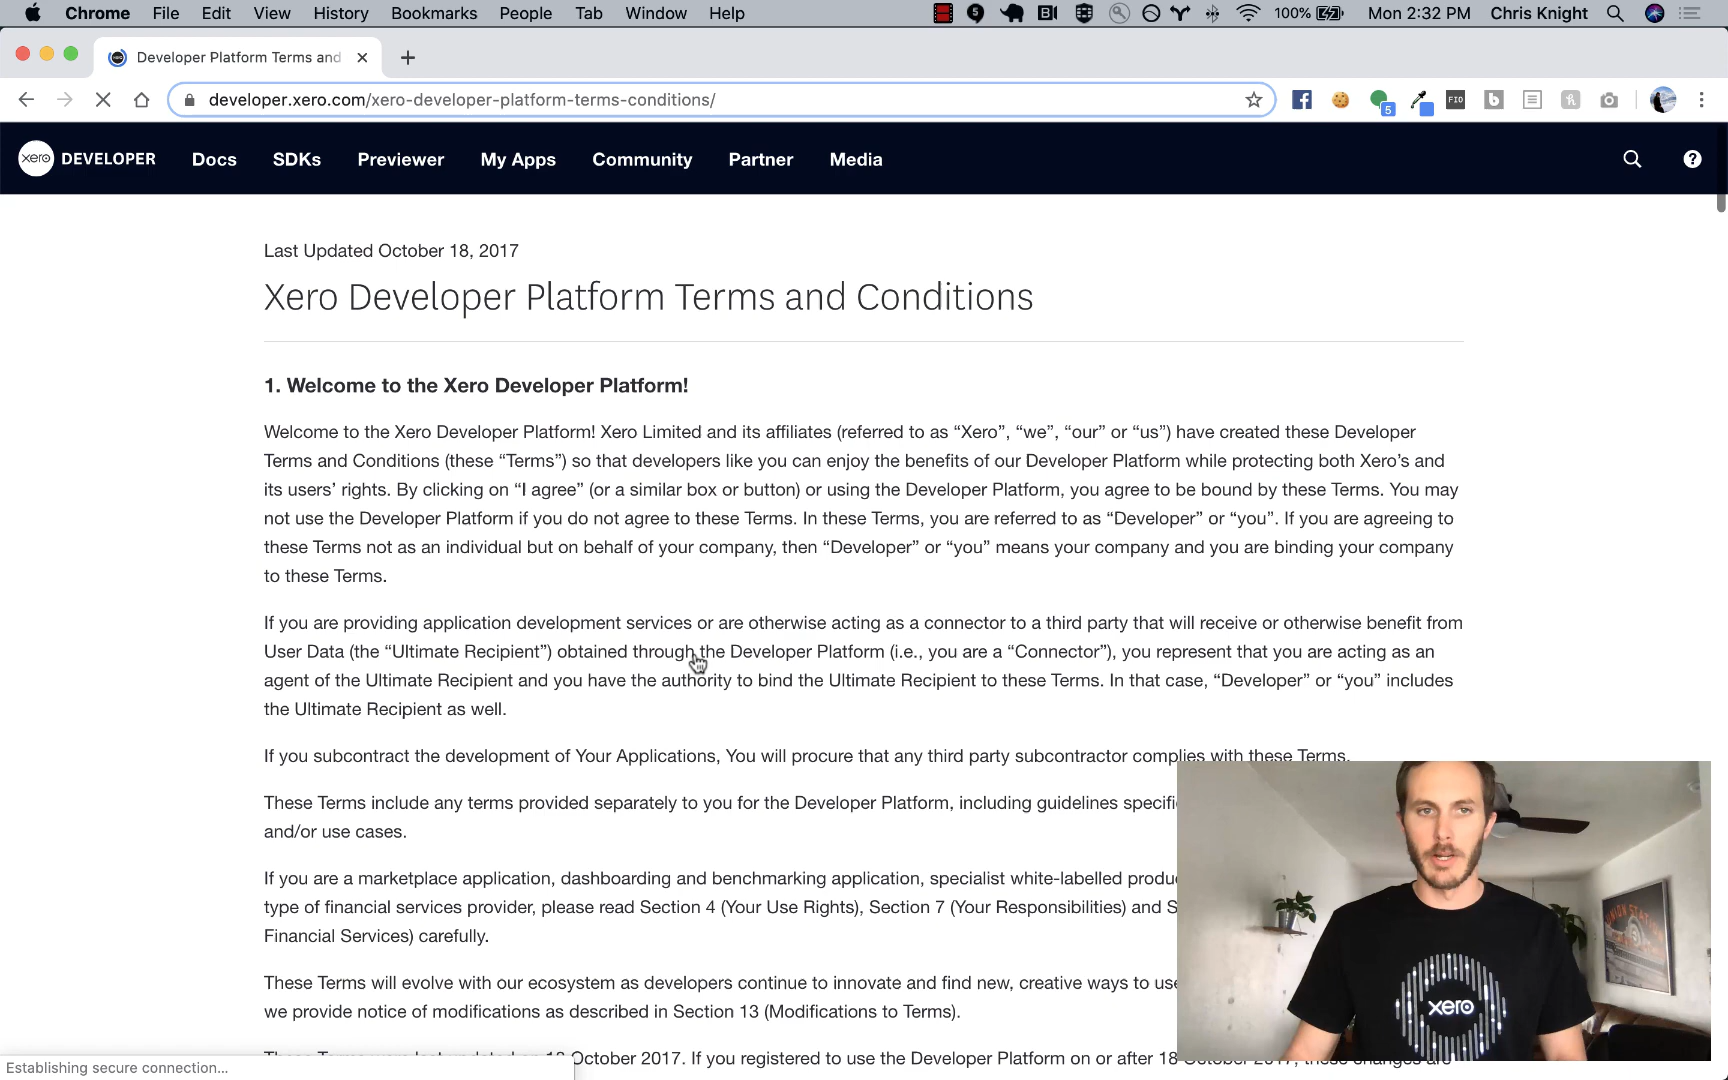 Chrome File Edit View History Bookmarks People Tab Window Help 100% Mon 2:32 PM Chris Knight
Developer Platform Terms and
developer.xero.com/xero-developer-platform-terms-conditions/
5
FIO
xero DEVELOPER Docs SDKs Previewer My Apps Community Partner Media
Last Updated October 18, 2017
Xero Developer Platform Terms and Conditions
1. Welcome to the Xero Developer Platform!
Welcome to the Xero Developer Platform! Xero Limited and its affiliates (referred to as “Xero”, “we”, “our” or “us”) have created these Developer
Terms and Conditions (these “Terms”) so that developers like you can enjoy the benefits of our Developer Platform while protecting both Xero’s and
its users’ rights. By clicking on “I agree” (or a similar box or button) or using the Developer Platform, you agree to be bound by these Terms. You may
not use the Developer Platform if you do not agree to these Terms. In these Terms, you are referred to as “Developer” or “you”. If you are agreeing to
these Terms not as an individual but on behalf of your company, then “Developer” or “you” means your company and you are binding your company
to these Terms.
If you are providing application development services or are otherwise acting as a connector to a third party that will receive or otherwise benefit from
User Data (the “Ultimate Recipient”) obtained through the Developer Platform (i.e., you are a “Connector”), you represent that you are acting as an
agent of the Ultimate Recipient and you have the authority to bind the Ultimate Recipient to these Terms. In that case, “Developer” or “you” includes
the Ultimate Recipient as well.
If you subcontract the development of Your Applications, You will procure that any third party subcontractor complies with these Terms.
These Terms include any terms provided separately to you for the Developer Platform, including guidelines specifi
and/or use cases.
If you are a marketplace application, dashboarding and benchmarking application, specialist white-labelled produ
type of financial services provider, please read Section 4 (Your Use Rights), Section 7 (Your Responsibilities) and S
Financial Services) carefully.
These Terms will evolve with our ecosystem as developers continue to innovate and find new, creative ways to use
we provide notice of modifications as described in Section 13 (Modifications to Terms).
October 2017. If you registered to use the Developer Platform on or after 18
Establishing secure connection...
UNION STATION
xero